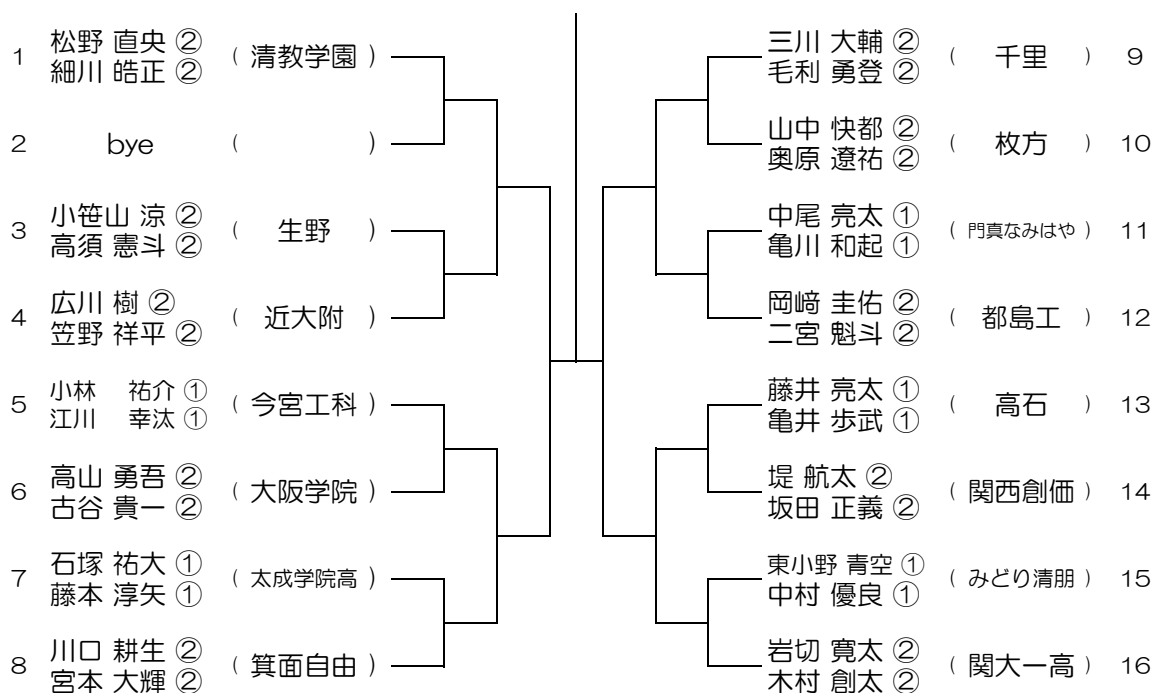 1 松野 直央 ② 細川 皓正 ② ( 清教学園 )
2 bye ( )
3 小笹山 涼 ② 高須 憲斗 ② ( 生野 )
4 広川 樹 ② 笠野 祥平 ② ( 近大附 )
5 小林 祐介 ① 江川 幸汰 ① ( 今宮工科 )
6 高山 勇吾 ② 古谷 貴一 ② ( 大阪学院 )
7 石塚 祐大 ① 藤本 淳矢 ① ( 太成学院高 )
8 川口 耕生 ② 宮本 大輝 ② ( 箕面自由 )
三川 大輔 ② 毛利 勇登 ② ( 千里 ) 9
山中 快都 ② 奥原 遼祐 ② ( 枚方 ) 10
中尾 亮太 ① 亀川 和起 ① ( 門真なみはや ) 11
岡﨑 圭佑 ② 二宮 魁斗 ② ( 都島工 ) 12
藤井 亮太 ① 亀井 歩武 ① ( 高石 ) 13
堤 航太 ② 坂田 正義 ② ( 関西創価 ) 14
東小野 青空 ① 中村 優良 ① ( みどり清朋 ) 15
岩切 寛太 ② 木村 創太 ② ( 関大一高 ) 16